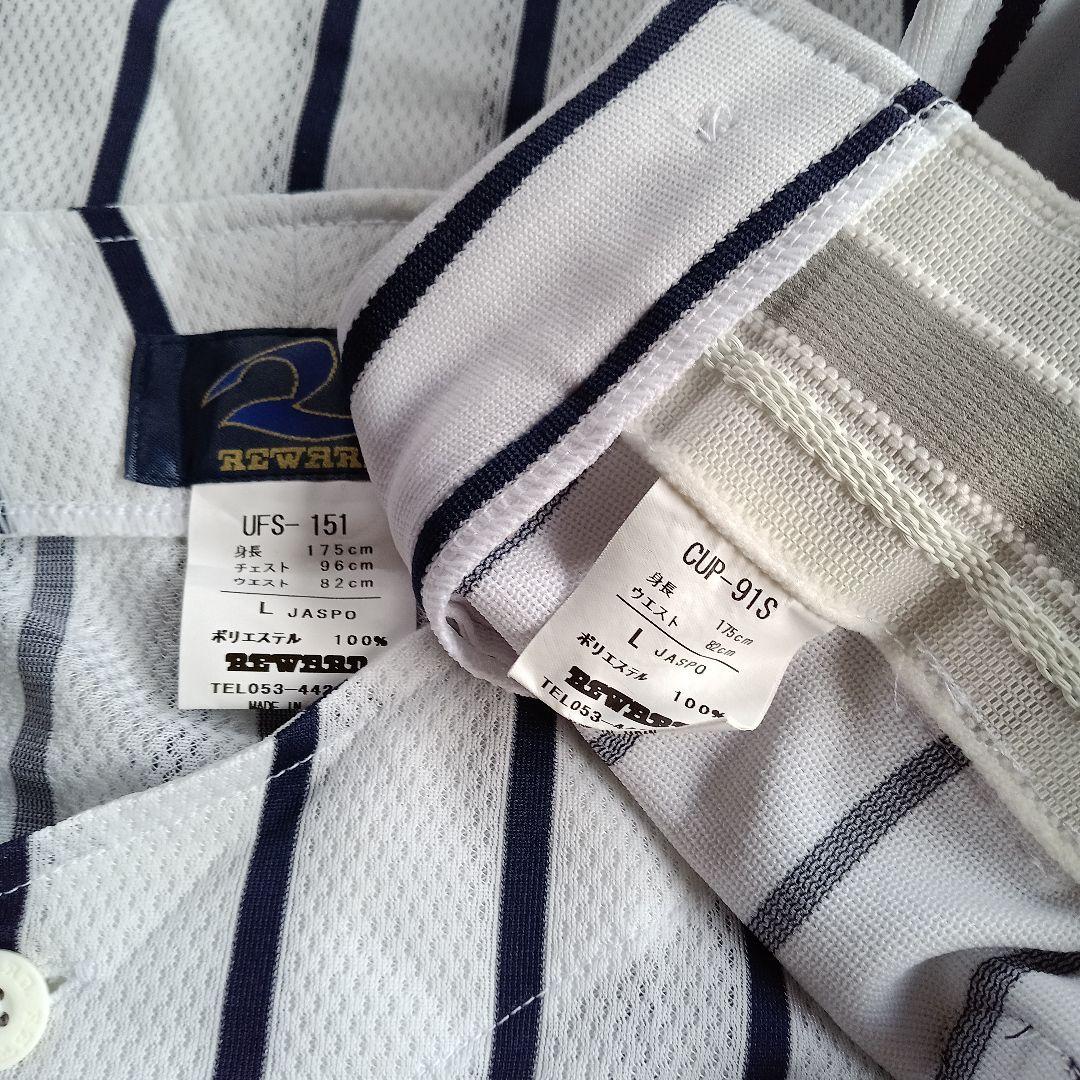 REWARD
UFS-151
身長 175cm
チェスト 96cm
ウエスト 82cm
L JASPO
ポリエステル 100%
REWARD
TEL053-442
MADE IN
CUP-91S
身長 175cm
ウエスト 82cm
L JASPO
ポリエステル 100%
REWARD
TEL053-4